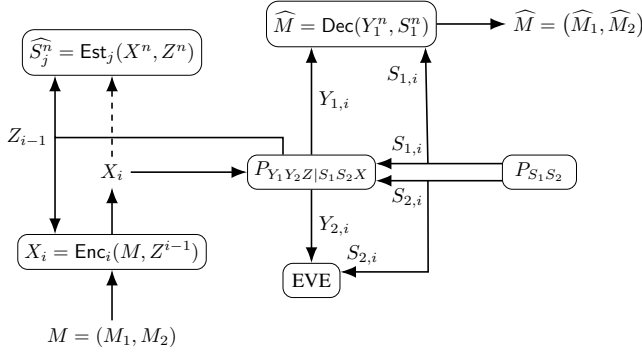 $\widehat{S_j^n} = \mathsf{Est}_j(X^n, Z^n)$
$\widehat{M} = \mathsf{Dec}(Y_1^n, S_1^n)$
$\widehat{M} = (\widehat{M_1}, \widehat{M_2})$
$Y_{1,i}$
$S_{1,i}$
$Z_{i-1}$
$X_i$
$S_{1,i}$
$P_{Y_1Y_2Z|S_1S_2X}$
$P_{S_1S_2}$
$S_{2,i}$
$Y_{2,i}$
$X_i = \mathsf{Enc}_i(M, Z^{i-1})$
$S_{2,i}$
EVE
$M = (M_1, M_2)$